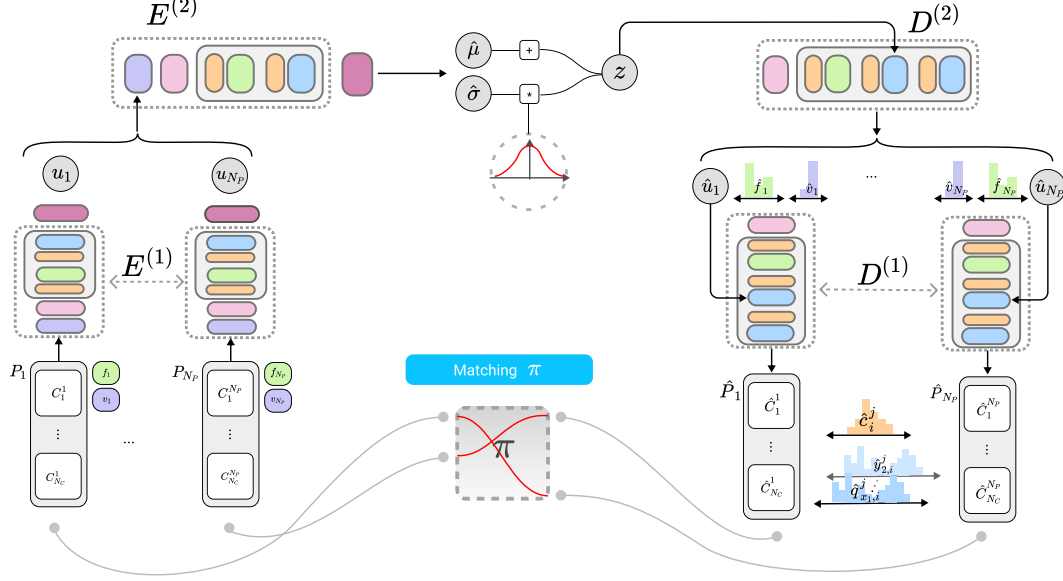 E^{(2)}
D^{(2)}
μ̂
+
z
σ̂
*
u_1
u_{N_P}
û_1
f̂_1
v̂_1
...
v̂_{N_P}
f̂_{N_P}
û_{N_P}
E^{(1)}
D^{(1)}
P_1
f_1
v_1
P_{N_P}
f_{N_P}
v_{N_P}
C_1^1
⋮
C_{N_C}^1
...
C_1^{N_P}
⋮
C_{N_C}^{N_P}
Matching π
π
P̂_1
Ĉ_1^1
⋮
Ĉ_{N_C}^1
ĉ_i^j
ŷ_{2,i}^j
⋰
q̂_{x_1,i}^j
P̂_{N_P}
Ĉ_1^{N_P}
⋮
Ĉ_{N_C}^{N_P}